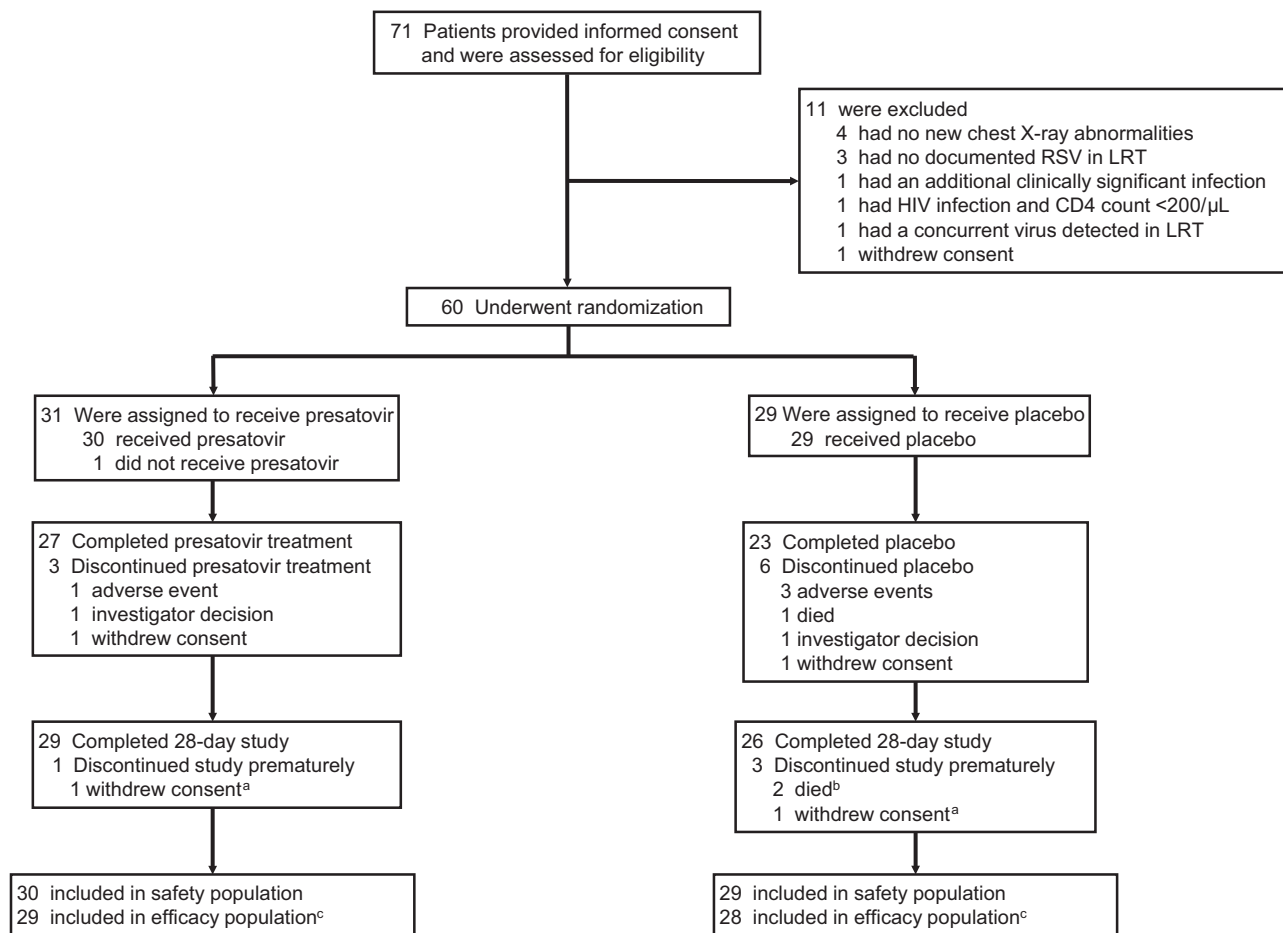 71 Patients provided informed consent
and were assessed for eligibility
11 were excluded
4 had no new chest X-ray abnormalities
3 had no documented RSV in LRT
1 had an additional clinically significant infection
1 had HIV infection and CD4 count <200/µL
1 had a concurrent virus detected in LRT
1 withdrew consent
60 Underwent randomization
31 Were assigned to receive presatovir
30 received presatovir
1 did not receive presatovir
29 Were assigned to receive placebo
29 received placebo
27 Completed presatovir treatment
3 Discontinued presatovir treatment
1 adverse event
1 investigator decision
1 withdrew consent
23 Completed placebo
6 Discontinued placebo
3 adverse events
1 died
1 investigator decision
1 withdrew consent
29 Completed 28-day study
1 Discontinued study prematurely
1 withdrew consentᵃ
26 Completed 28-day study
3 Discontinued study prematurely
2 diedᵇ
1 withdrew consentᵃ
30 included in safety population
29 included in efficacy populationᶜ
29 included in safety population
28 included in efficacy populationᶜ